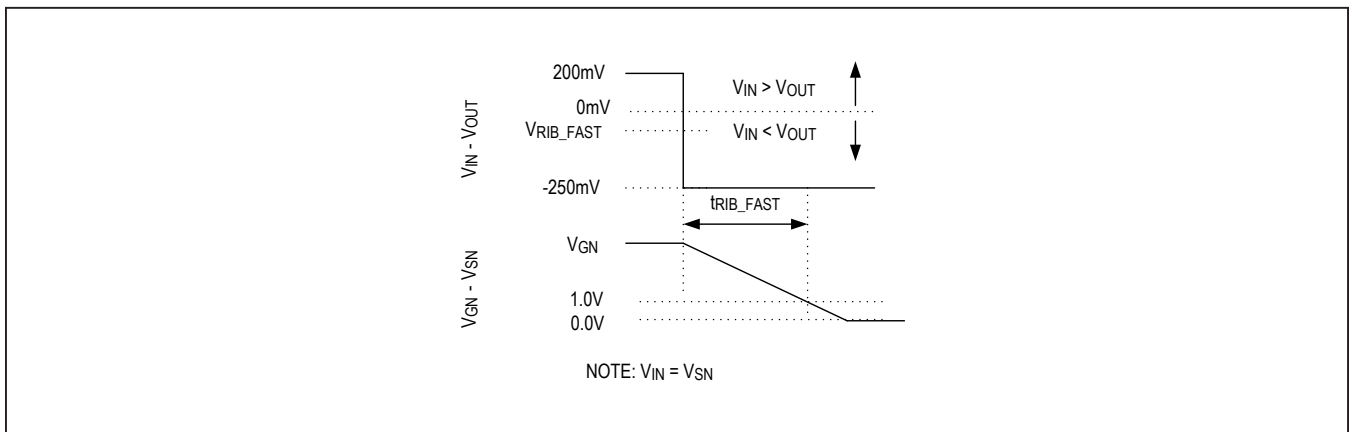 200mV
VIN > VOUT
0mV
VRIB_FAST
VIN < VOUT
VIN - VOUT
-250mV
tRIB_FAST
VGN
VGN - VSN
1.0V
0.0V
NOTE: VIN = VSN